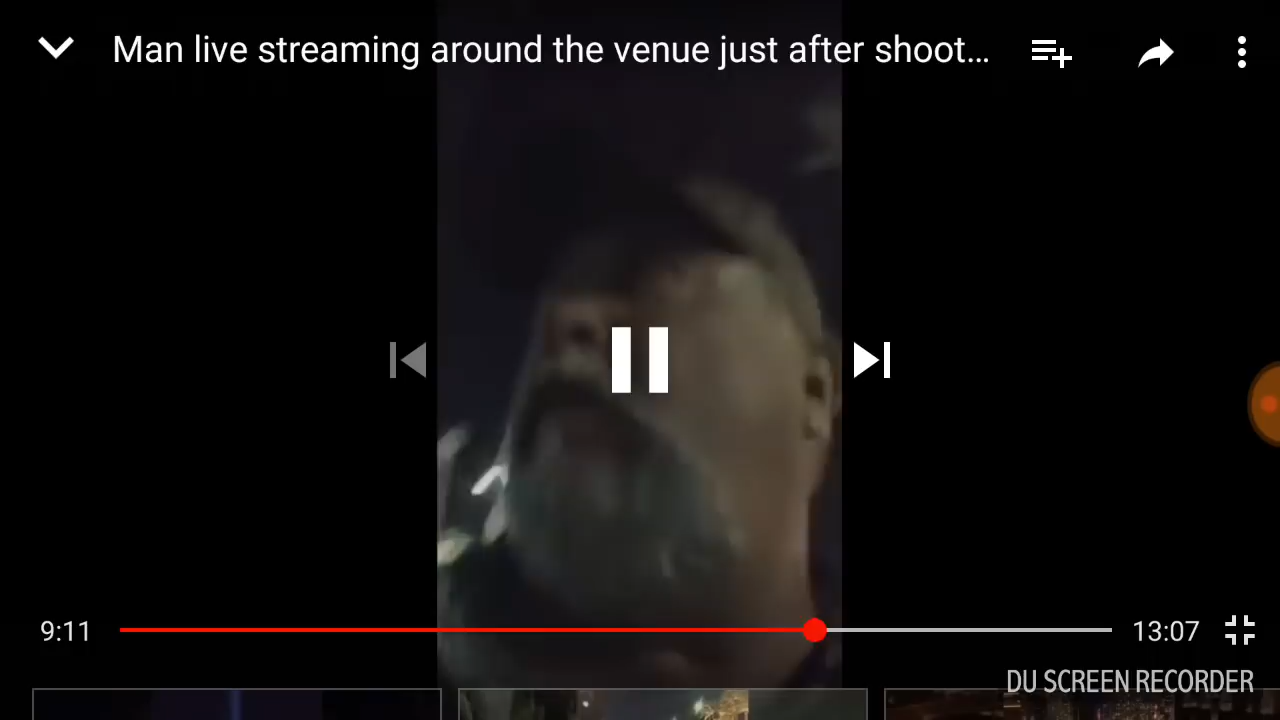 Man live streaming around the venue just after shoot...
9:11
13:07
DU SCREEN RECORDER